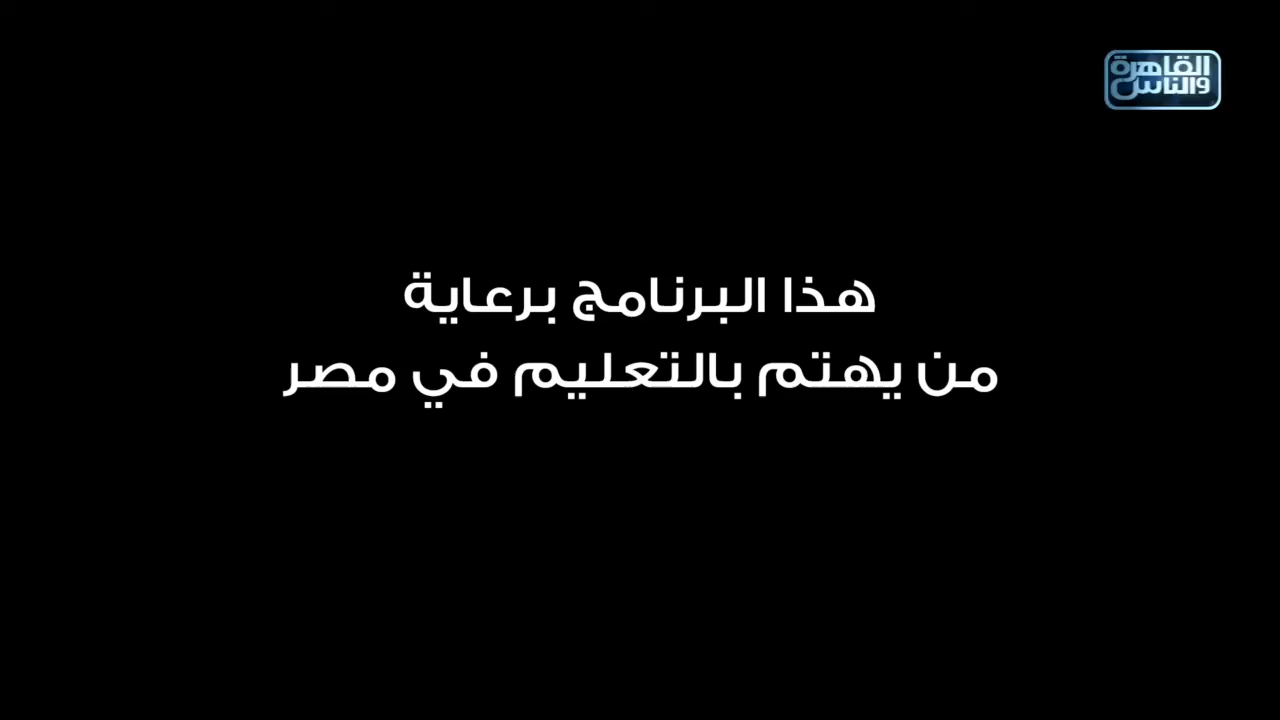 القاهرة
والناس
هذا البرنامج برعاية
من يهتم بالتعليم في مصر